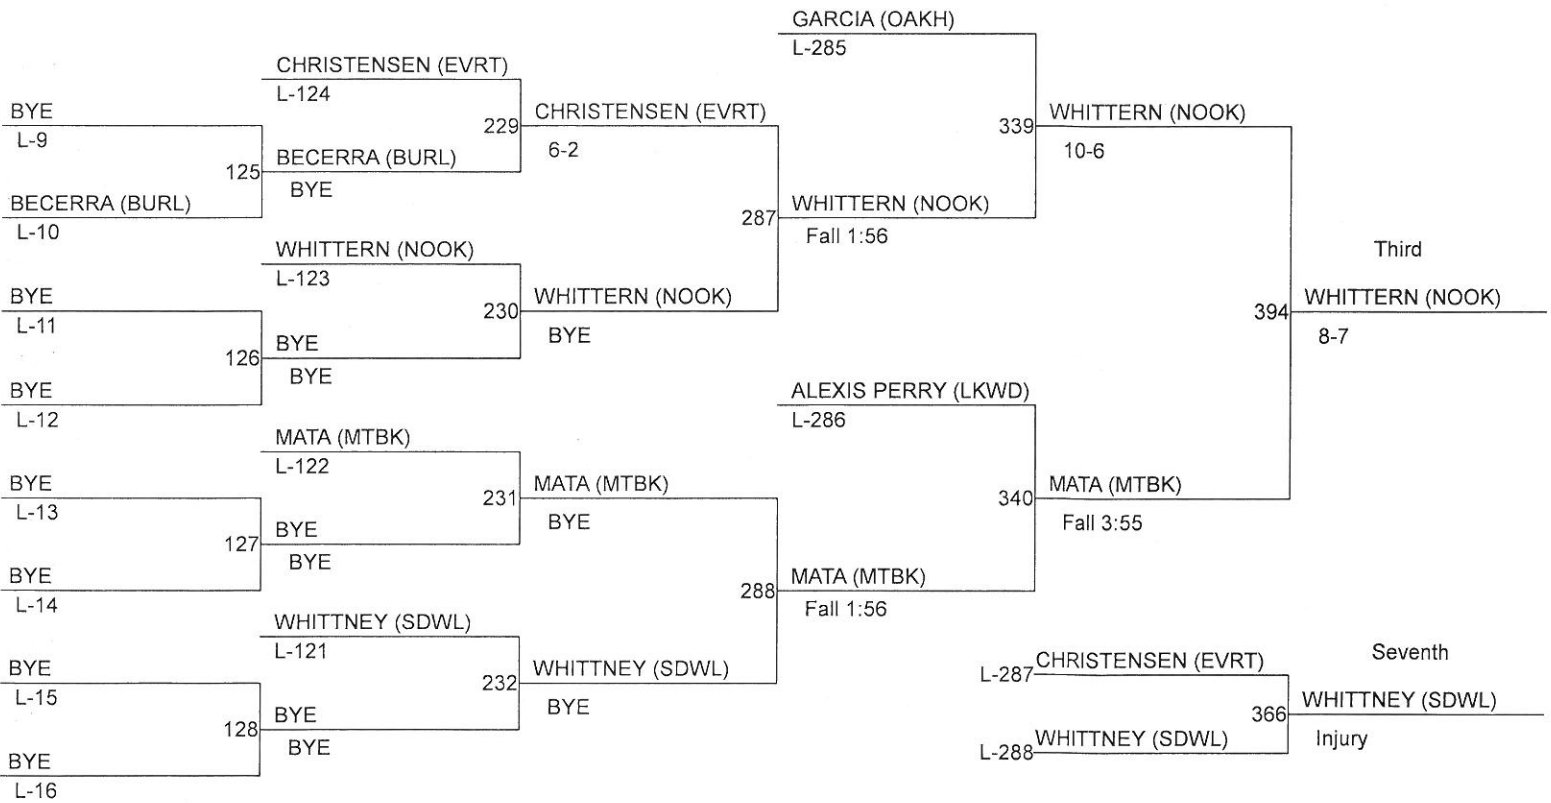 GARCIA (OAKH)
L-285
CHRISTENSEN (EVRT)
L-124
BYE
L-9
125
BECERRA (BURL)
BYE
BECERRA (BURL)
L-10
229
CHRISTENSEN (EVRT)
6-2
339
WHITTERN (NOOK)
10-6
287
WHITTERN (NOOK)
Fall 1:56
WHITTERN (NOOK)
L-123
BYE
L-11
126
BYE
BYE
BYE
L-12
230
WHITTERN (NOOK)
BYE
Third
394
WHITTERN (NOOK)
8-7
ALEXIS PERRY (LKWD)
L-286
MATA (MTBK)
L-122
BYE
L-13
127
BYE
BYE
BYE
L-14
231
MATA (MTBK)
BYE
340
MATA (MTBK)
Fall 3:55
288
MATA (MTBK)
Fall 1:56
WHITTNEY (SDWL)
L-121
BYE
L-15
128
BYE
BYE
BYE
L-16
232
WHITTNEY (SDWL)
BYE
Seventh
L-287
CHRISTENSEN (EVRT)
366
WHITTNEY (SDWL)
Injury
L-288
WHITTNEY (SDWL)